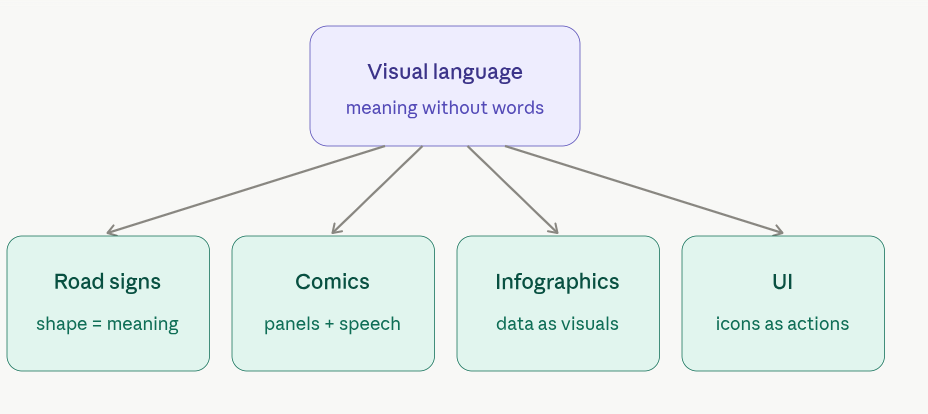 Visual language
meaning without words
Road signs
shape = meaning
Comics
panels + speech
Infographics
data as visuals
UI
icons as actions